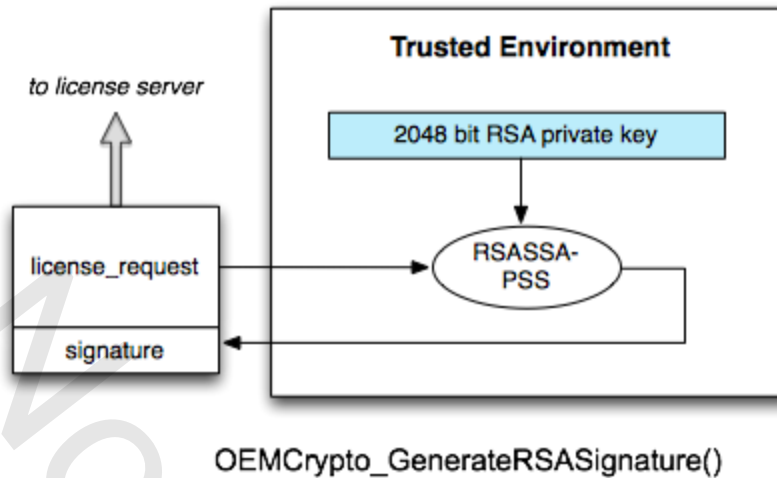 Trusted Environment
to license server
2048 bit RSA private key
license_request
RSASSA-
PSS
signature
OEMCrypto_GenerateRSASignature()